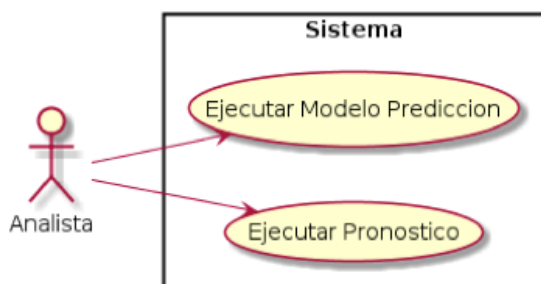 Sistema
Ejecutar Modelo Prediccion
Analista
Ejecutar Pronostico